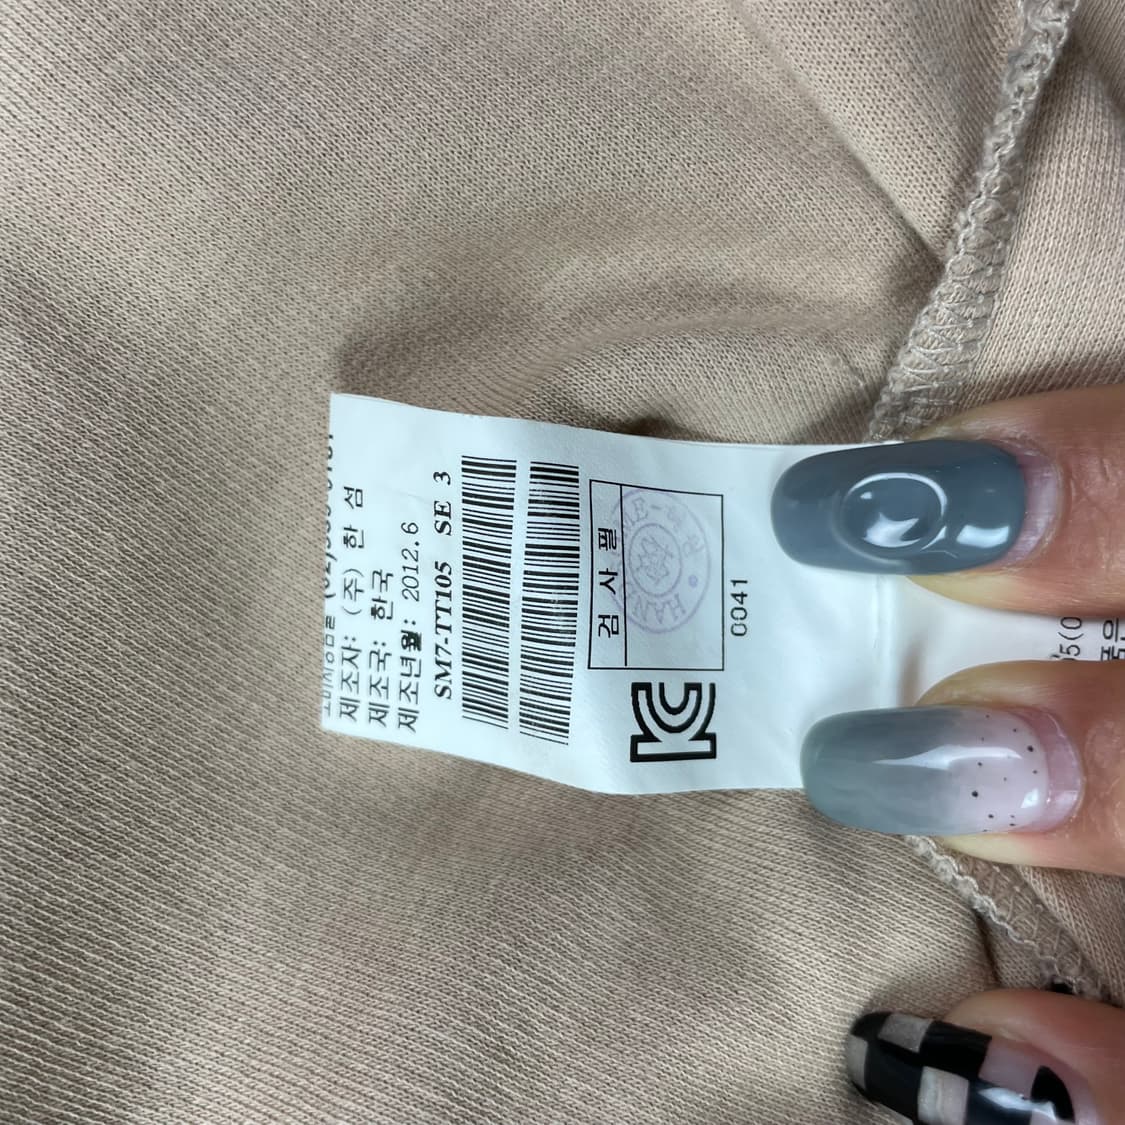 제조사: (주) 한 섬
제조국: 한국
제조년월: 2012.6
SM7-TT105 SE 3
검 사 필
0041